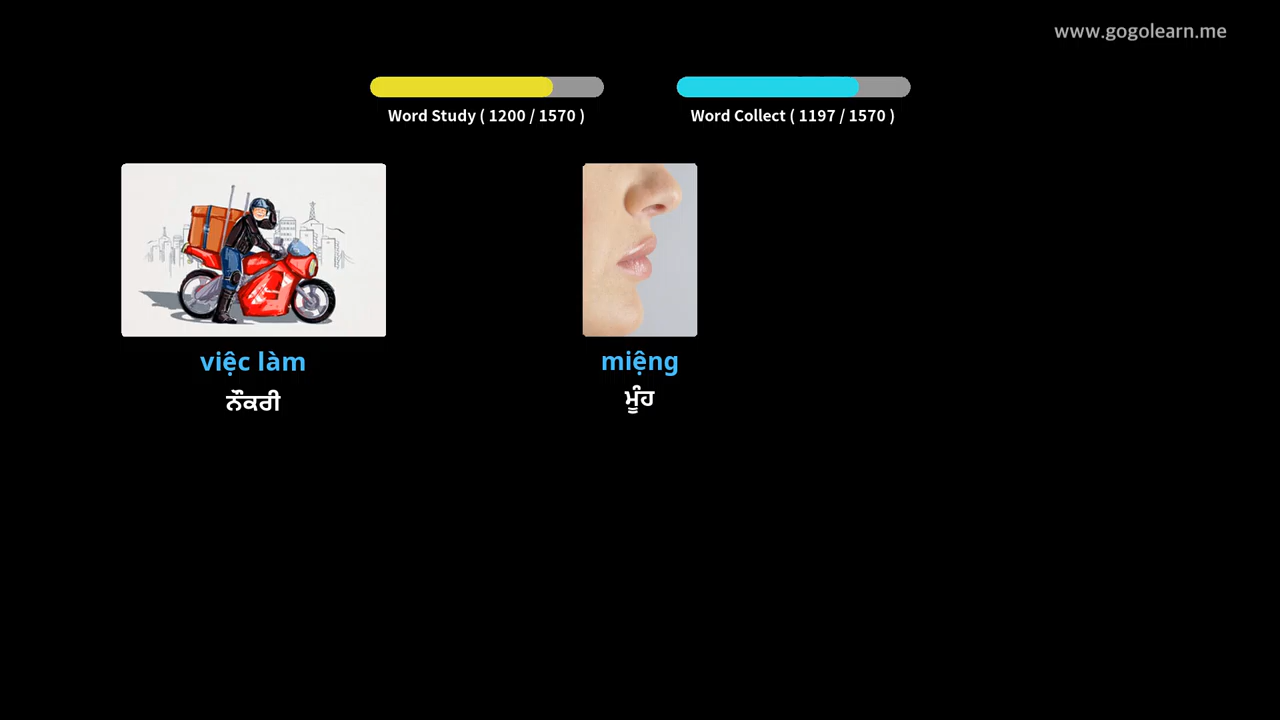 www.gogolearn.me
Word Study ( 1200 / 1570 )
Word Collect ( 1197 / 1570 )
việc làm
ਨੌਕਰੀ
miệng
ਮੂੰਹ